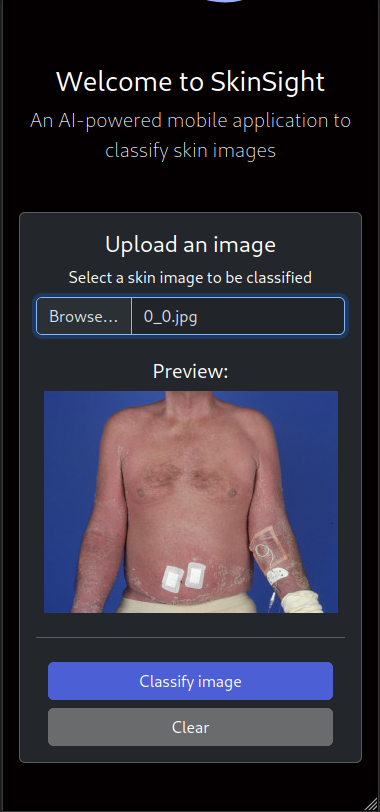 Welcome to SkinSight
An AI-powered mobile application to
classify skin images
Upload an image
Select a skin image to be classified
Browse... 0_0.jpg
Preview:
Classify image
Clear